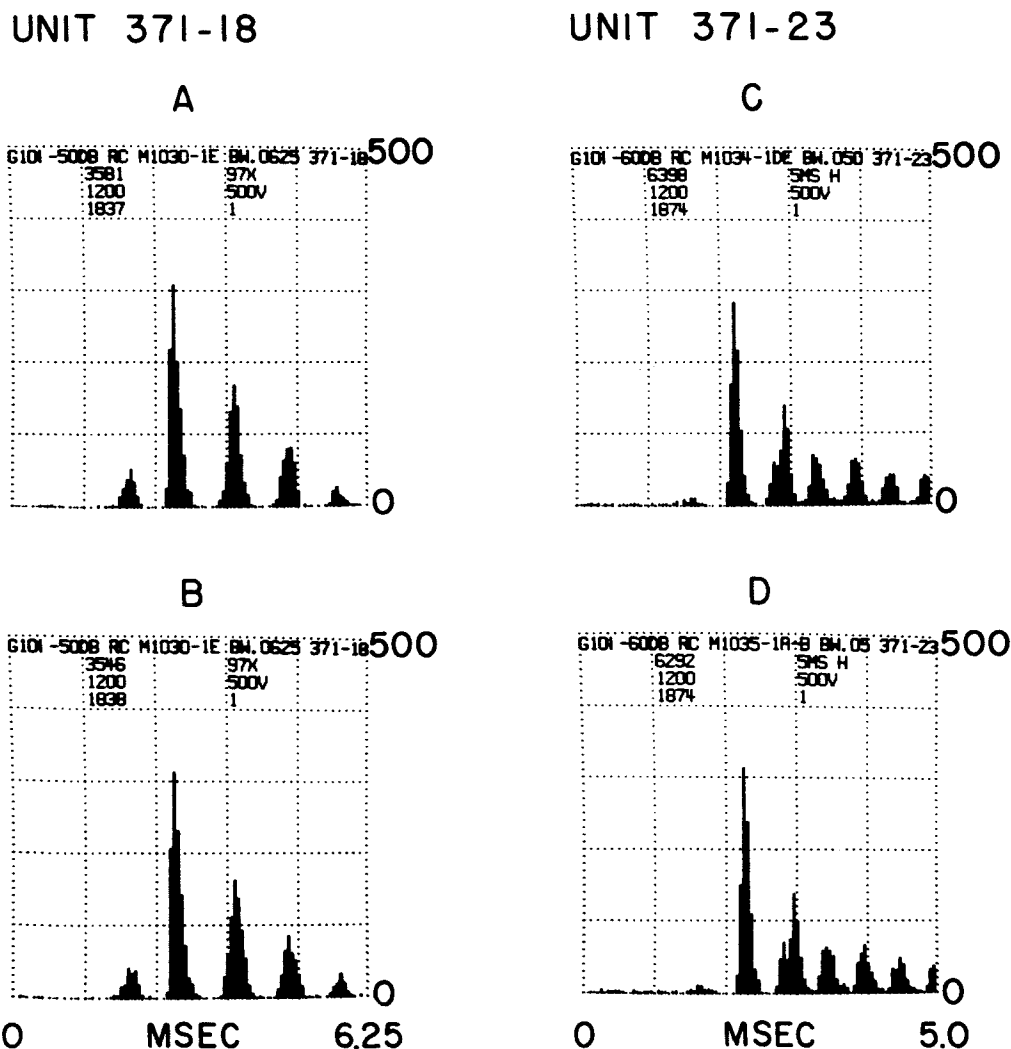 UNIT 371-18
UNIT 371-23
A
G101 -50DB RC M1030-1E BW.0625 371-18
500
3581 97X
1200 500V
1837 1
0
C
G101 -60DB RC M1034-1DE BW.050 371-23
500
6398 5MS H
1200 500V
1874 1
0
B
G101 -50DB RC M1030-1E BW.0625 371-18
500
3546 97X
1200 500V
1838 1
0
0 MSEC 6.25
D
G101 -60DB RC M1035-1A-B BW.05 371-23
500
6292 5MS H
1200 500V
1874 1
0
0 MSEC 5.0